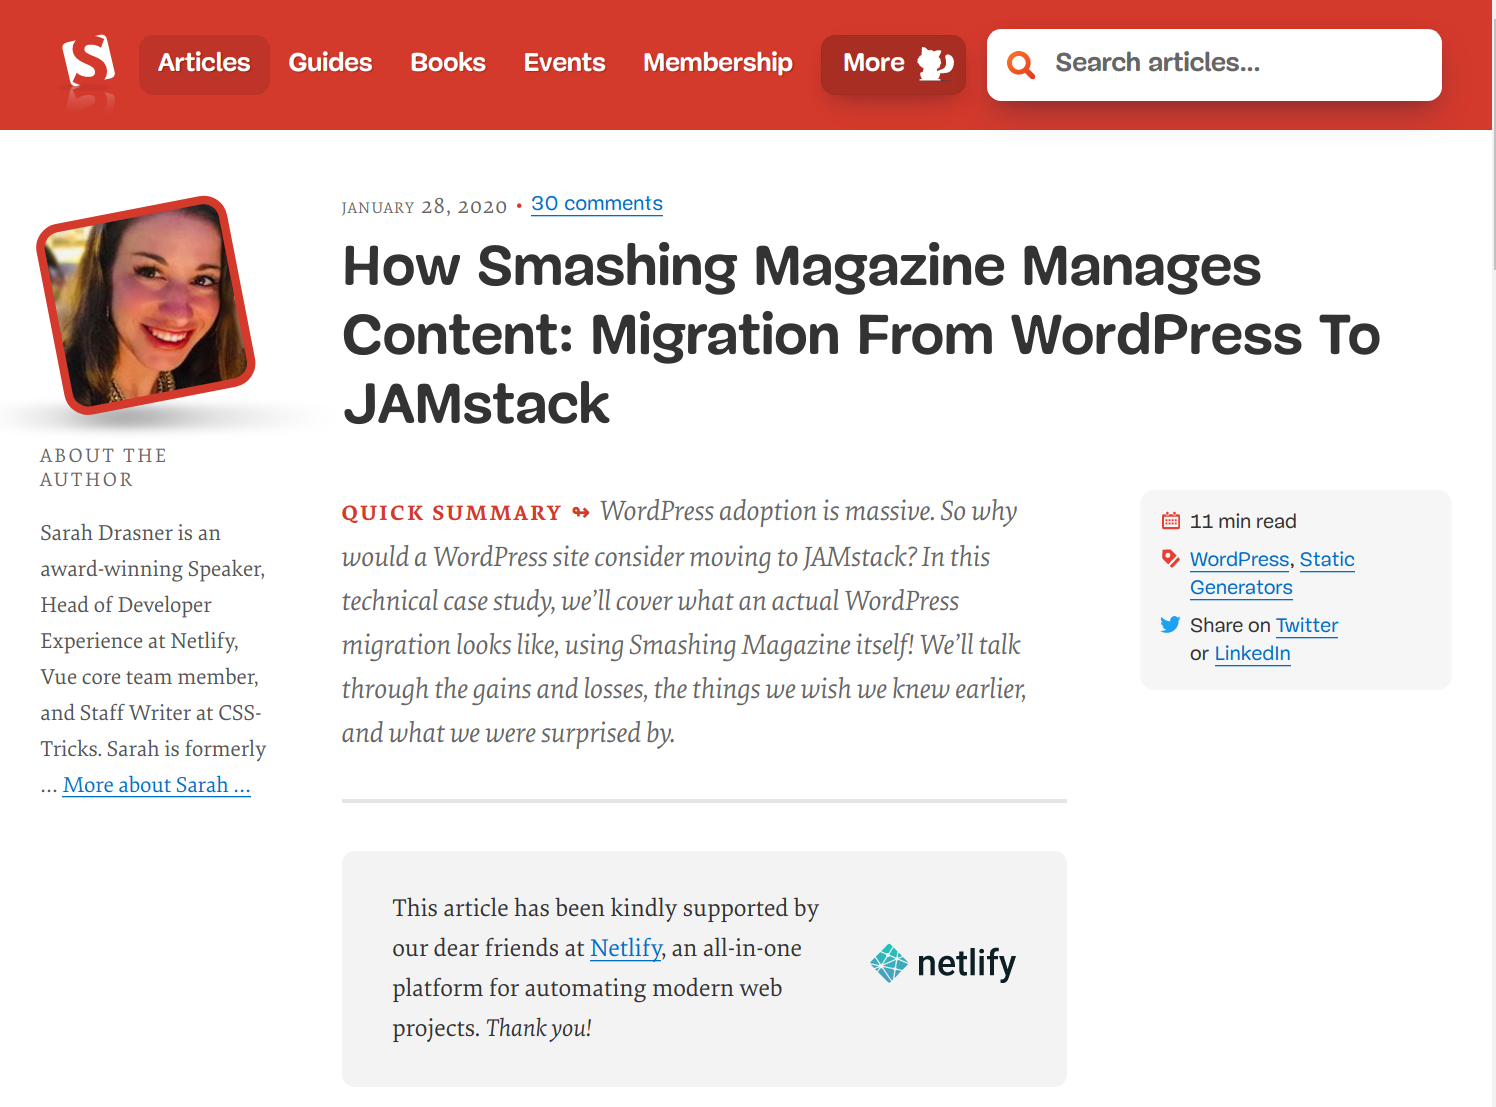 Articles Guides Books Events Membership More Search articles...
JANUARY 28, 2020 • 30 comments
How Smashing Magazine Manages
Content: Migration From WordPress To
JAMstack
ABOUT THE
AUTHOR
Sarah Drasner is an
award-winning Speaker,
Head of Developer
Experience at Netlify,
Vue core team member,
and Staff Writer at CSS-
Tricks. Sarah is formerly
... More about Sarah ...
QUICK SUMMARY ↬ WordPress adoption is massive. So why
would a WordPress site consider moving to JAMstack? In this
technical case study, we’ll cover what an actual WordPress
migration looks like, using Smashing Magazine itself! We’ll talk
through the gains and losses, the things we wish we knew earlier,
and what we were surprised by.
11 min read
WordPress, Static
Generators
Share on Twitter
or LinkedIn
This article has been kindly supported by
our dear friends at Netlify, an all-in-one
platform for automating modern web
projects. Thank you!
netlify